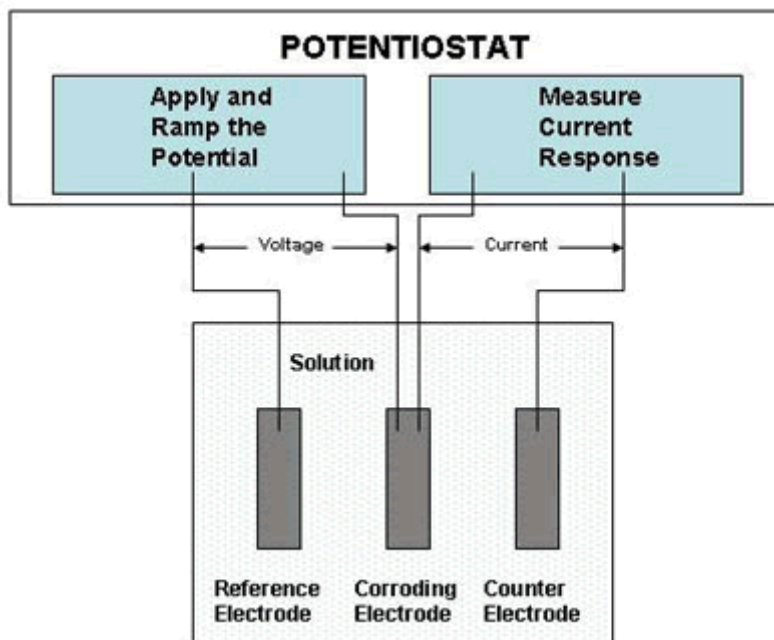 POTENTIOSTAT
Apply and
Ramp the
Potential
Measure
Current
Response
Voltage
Current
Solution
Reference
Electrode
Corroding
Electrode
Counter
Electrode